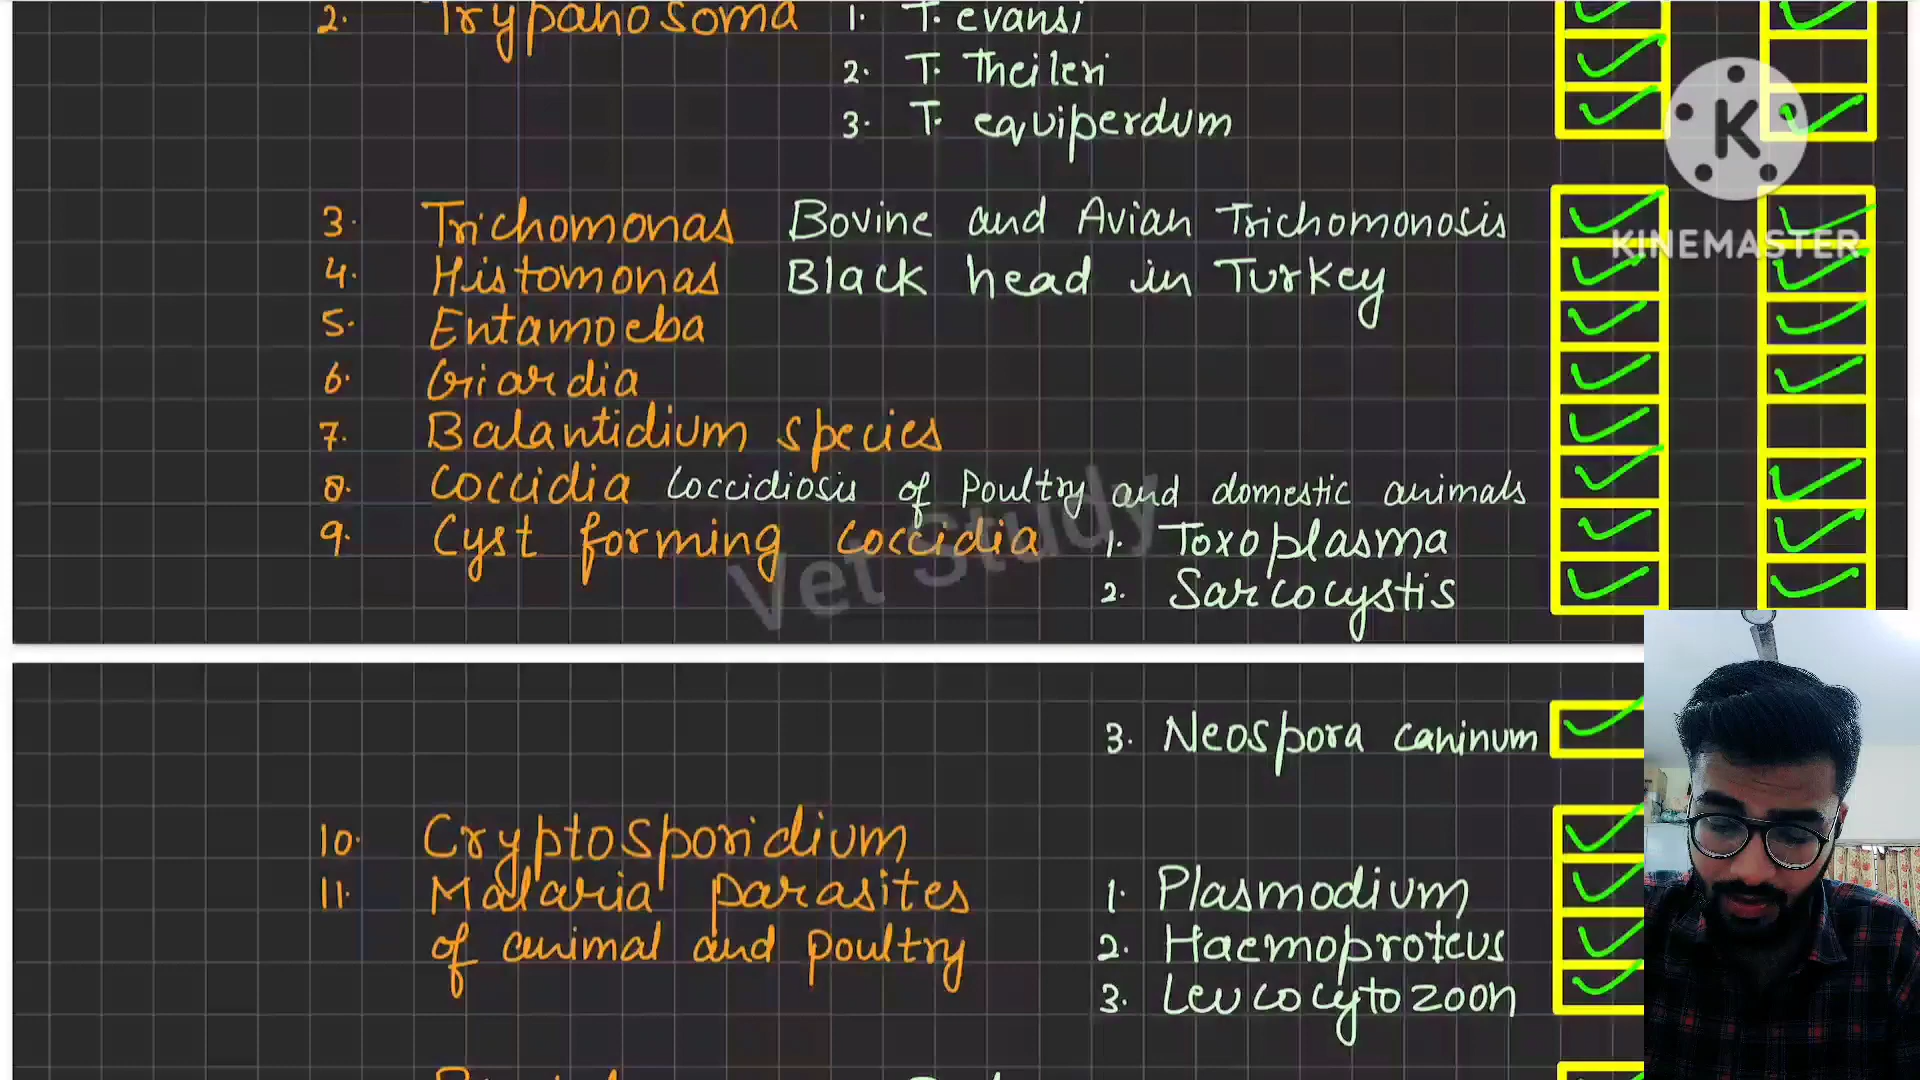 2. Trypanosoma 1. T. evansi
2. T. Theileri
3. T. equiperdum
K
KINEMASTER
3. Trichomonas Bovine and Avian Trichomonosis
4. Histomonas Black head in Turkey
5. Entamoeba
6. Giardia
7. Balantidium species
8. Coccidia Coccidiosis of Poultry and domestic animals
9. Cyst forming coccidia 1. Toxoplasma
2. Sarcocystis
Vet Study
3. Neospora caninum
10. Cryptosporidium
11. Malaria parasites 1. Plasmodium
of animal and poultry 2. Haemoproteus
3. Leucocytozoon